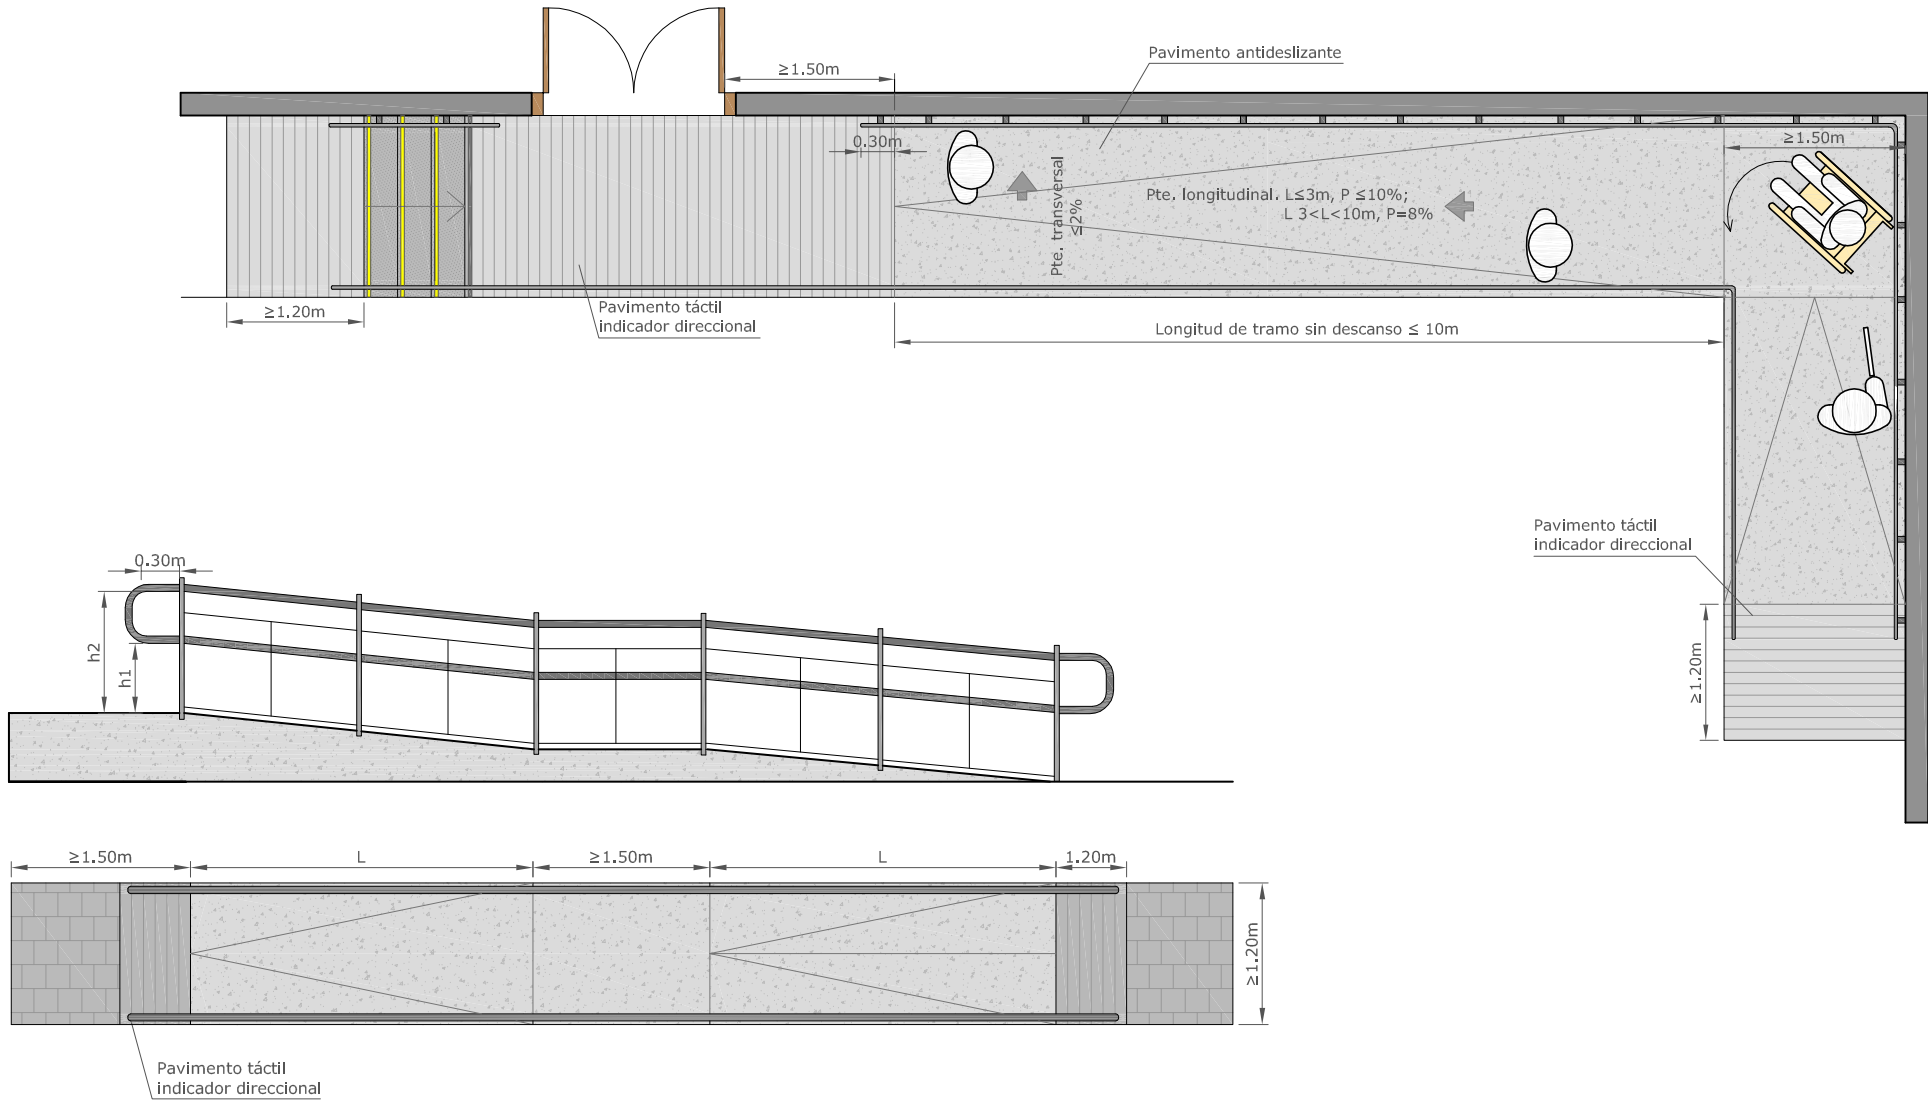 Pavimento antideslizante
≥1.50m
0.30m
≥1.50m
Pte. transversal
≤2%
Pte. longitudinal. L≤3m, P ≤10%;
L 3<L<10m, P=8%
≥1.20m
Pavimento táctil
indicador direccional
Longitud de tramo sin descanso ≤ 10m
Pavimento táctil
indicador direccional
≥1.20m
0.30m
h2
h1
≥1.50m
L
≥1.50m
L
1.20m
≥1.20m
Pavimento táctil
indicador direccional